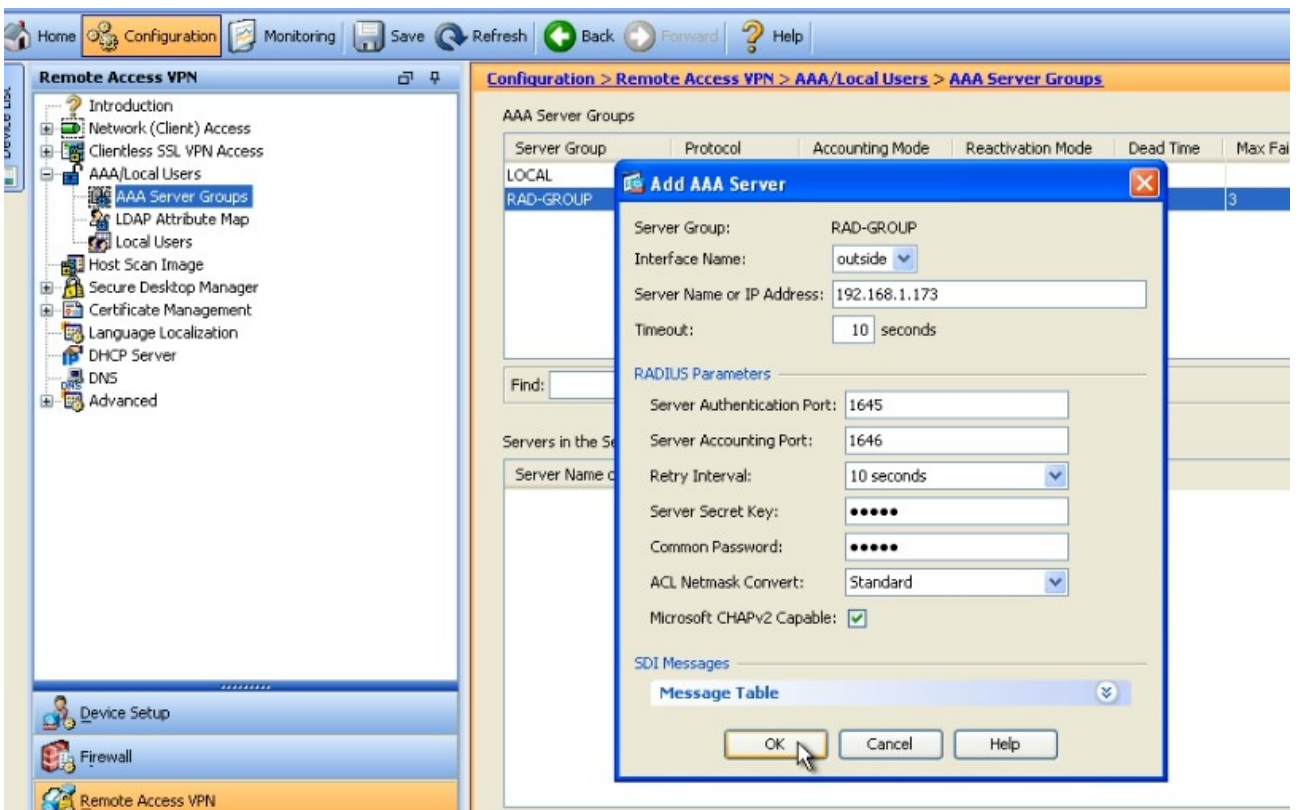 Home Configuration Monitoring Save Refresh Back Forward Help
Device List
Remote Access VPN
Introduction
Network (Client) Access
Clientless SSL VPN Access
AAA/Local Users
AAA Server Groups
LDAP Attribute Map
Local Users
Host Scan Image
Secure Desktop Manager
Certificate Management
Language Localization
DHCP Server
DNS
DNS
Advanced
Device Setup
Firewall
Remote Access VPN
Configuration > Remote Access VPN > AAA/Local Users > AAA Server Groups
AAA Server Groups
Server Group Protocol Accounting Mode Reactivation Mode Dead Time Max Fai
LOCAL
RAD-GROUP 3
Find:
Servers in the Se
Server Name o
Add AAA Server
Server Group: RAD-GROUP
Interface Name: outside
Server Name or IP Address: 192.168.1.173
Timeout: 10 seconds
RADIUS Parameters
Server Authentication Port: 1645
Server Accounting Port: 1646
Retry Interval: 10 seconds
Server Secret Key: •••••
Common Password: •••••
ACL Netmask Convert: Standard
Microsoft CHAPv2 Capable:
SDI Messages
Message Table
OK Cancel Help